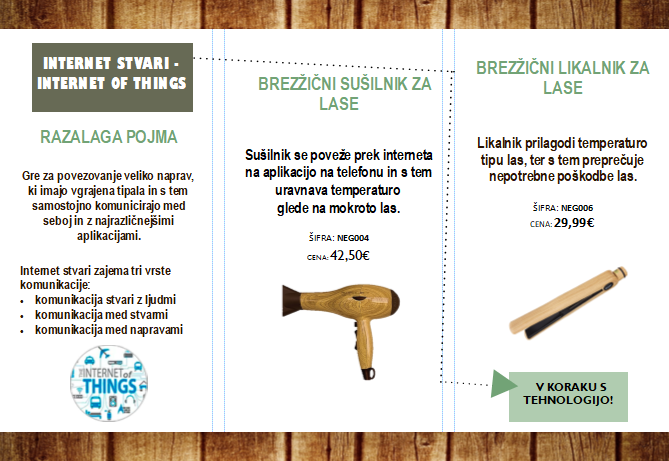 INTERNET STVARI -
INTERNET OF THINGS
RAZALAGA POJMA
Gre za povezovanje veliko naprav,
ki imajo vgrajena tipala in s tem
samostojno komunicirajo med
seboj in z najrazličnejšimi
aplikacijami.
Internet stvari zajema tri vrste
komunikacije:
• komunikacija stvari z ljudmi
• komunikacija med stvarmi
• komunikacija med napravami
THE INTERNET of
THINGS
BREZŽIČNI SUŠILNIK ZA
LASE
Sušilnik se poveže prek interneta
na aplikacijo na telefonu in s tem
uravnava temperaturo
glede na mokroto las.
ŠIFRA: NEG004
CENA: 42,50€
BREZŽIČNI LIKALNIK ZA
LASE
Likalnik prilagodi temperaturo
tipu las, ter s tem preprečuje
nepotrebne poškodbe las.
ŠIFRA: NEG006
CENA: 29,99€
V KORAKU S
TEHNOLOGIJO!